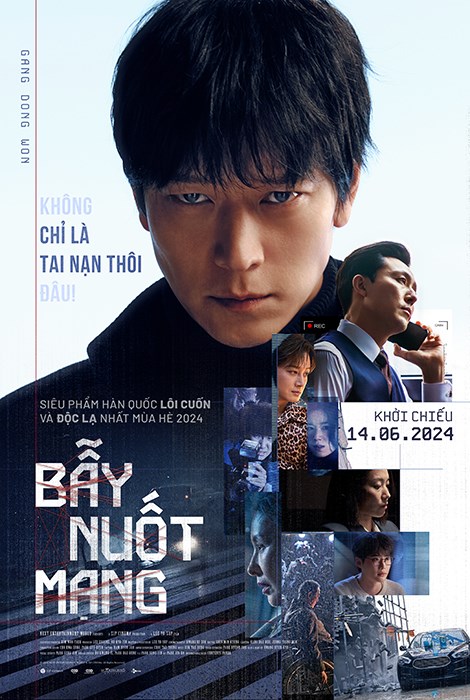 GANG DONG WON
KHÔNG
CHỈ LÀ
TAI NẠN THÔI
ĐÂU!
REC
SIÊU PHẨM HÀN QUỐC LÔI CUỐN
VÀ ĐỘC LẠ NHẤT MÙA HÈ 2024
KHỞI CHIẾU
14.06.2024
BẪY
NUỐT
MẠNG